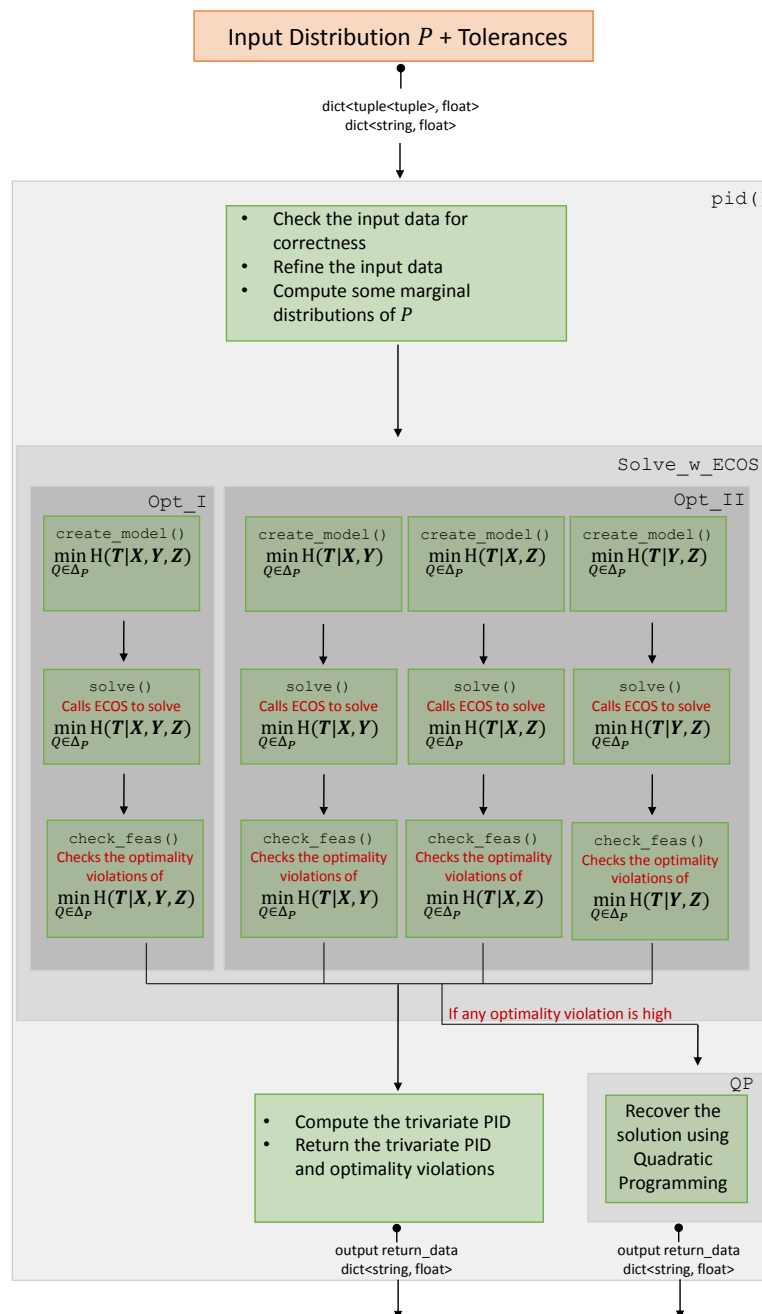 Input Distribution P + Tolerances
dict<tuple<tuple>, float>
dict<string, float>
pid(
• Check the input data for
correctness
• Refine the input data
• Compute some marginal
distributions of P
Solve_w_ECOS
Opt_I
create_model()
min H(T|X, Y, Z)
Q∈Δ_P
solve()
Calls ECOS to solve
min H(T|X, Y, Z)
Q∈Δ_P
check_feas()
Checks the optimality
violations of
min H(T|X, Y, Z)
Q∈Δ_P
Opt_II
create_model()
min H(T|X, Y)
Q∈Δ_P
solve()
Calls ECOS to solve
min H(T|X, Y)
Q∈Δ_P
check_feas()
Checks the optimality
violations of
min H(T|X, Y)
Q∈Δ_P
create_model()
min H(T|X, Z)
Q∈Δ_P
solve()
Calls ECOS to solve
min H(T|X, Z)
Q∈Δ_P
check_feas()
Checks the optimality
violations of
min H(T|X, Z)
Q∈Δ_P
create_model()
min H(T|Y, Z)
Q∈Δ_P
solve()
Calls ECOS to solve
min H(T|Y, Z)
Q∈Δ_P
check_feas()
Checks the optimality
violations of
min H(T|Y, Z)
Q∈Δ_P
If any optimality violation is high
• Compute the trivariate PID
• Return the trivariate PID
and optimality violations
QP
Recover the
solution using
Quadratic
Programming
output return_data
dict<string, float>
output return_data
dict<string, float>